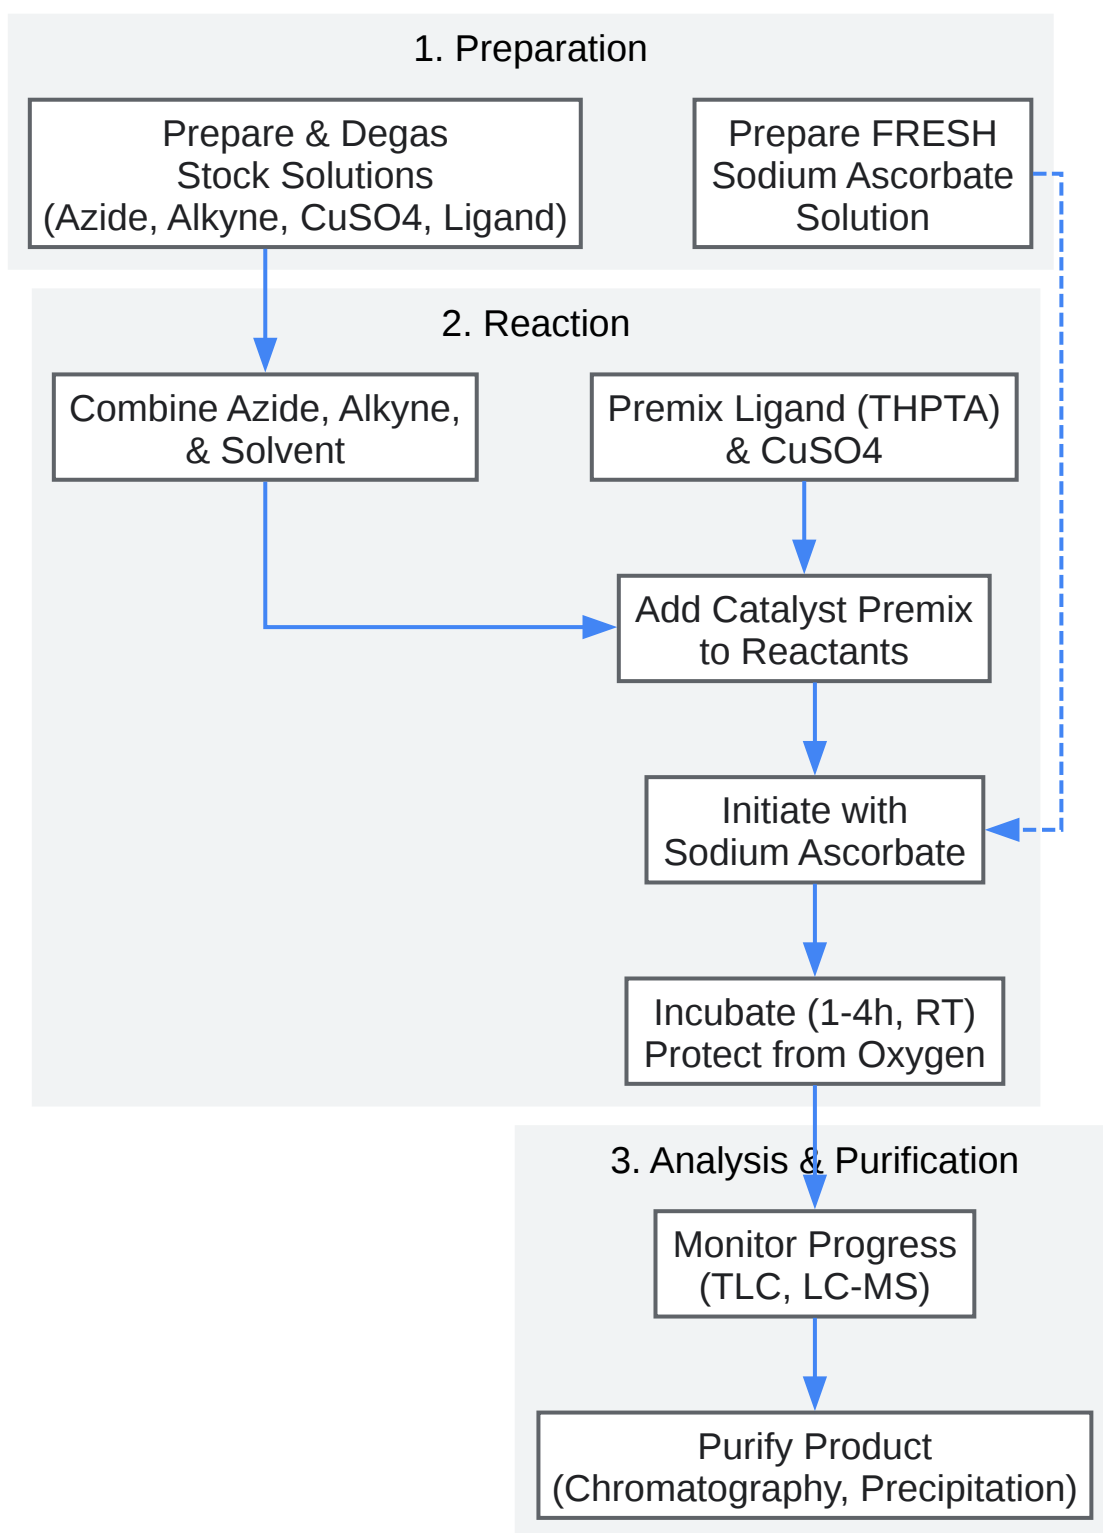 1. Preparation
Prepare & Degas
Stock Solutions
(Azide, Alkyne, CuSO4, Ligand)
Prepare FRESH
Sodium Ascorbate
Solution
2. Reaction
Combine Azide, Alkyne,
& Solvent
Premix Ligand (THPTA)
& CuSO4
Add Catalyst Premix
to Reactants
Initiate with
Sodium Ascorbate
Incubate (1-4h, RT)
Protect from Oxygen
3. Analysis & Purification
Monitor Progress
(TLC, LC-MS)
Purify Product
(Chromatography, Precipitation)